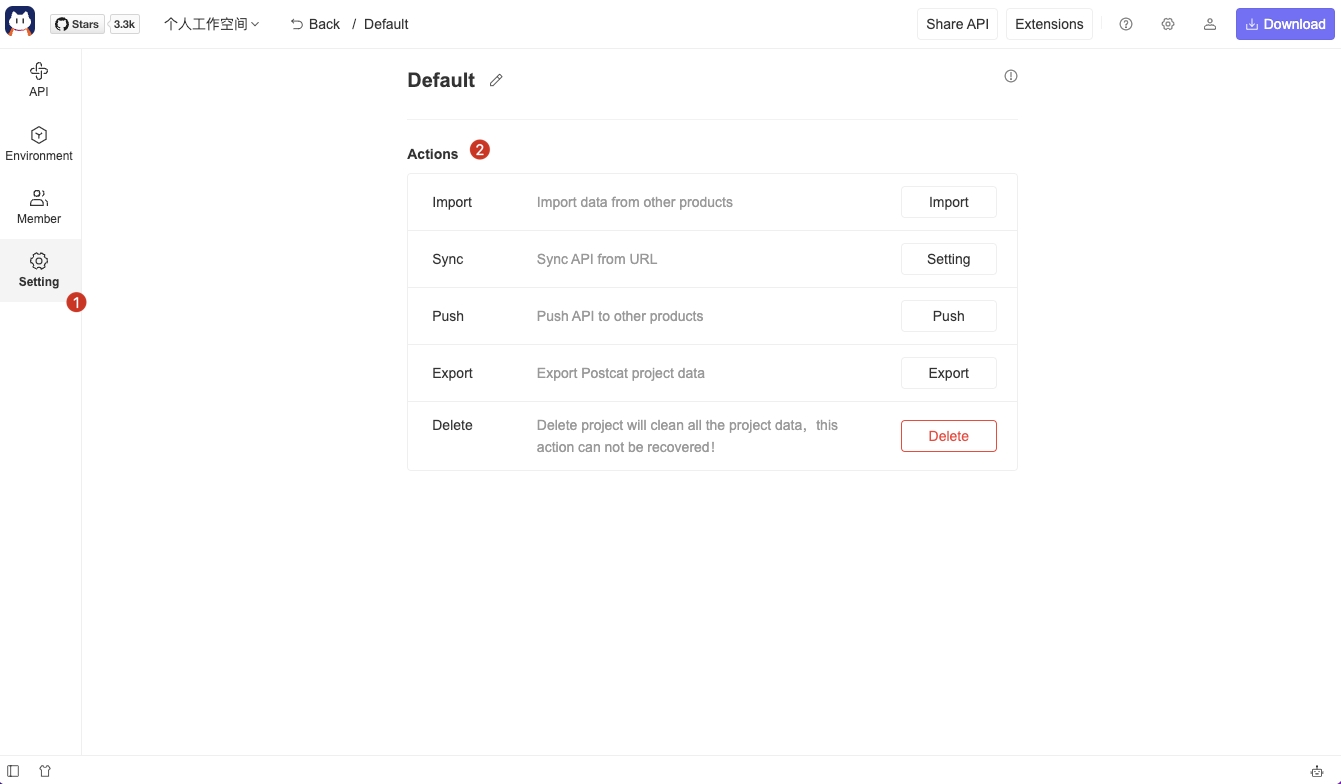 Stars 3.3k 个人工作空间 Back / Default Share API Extensions Download
API
Environment
Member
Setting
1
Default
Actions 2
Import Import data from other products Import
Sync Sync API from URL Setting
Push Push API to other products Push
Export Export Postcat project data Export
Delete Delete project will clean all the project data，this
action can not be recovered！
Delete